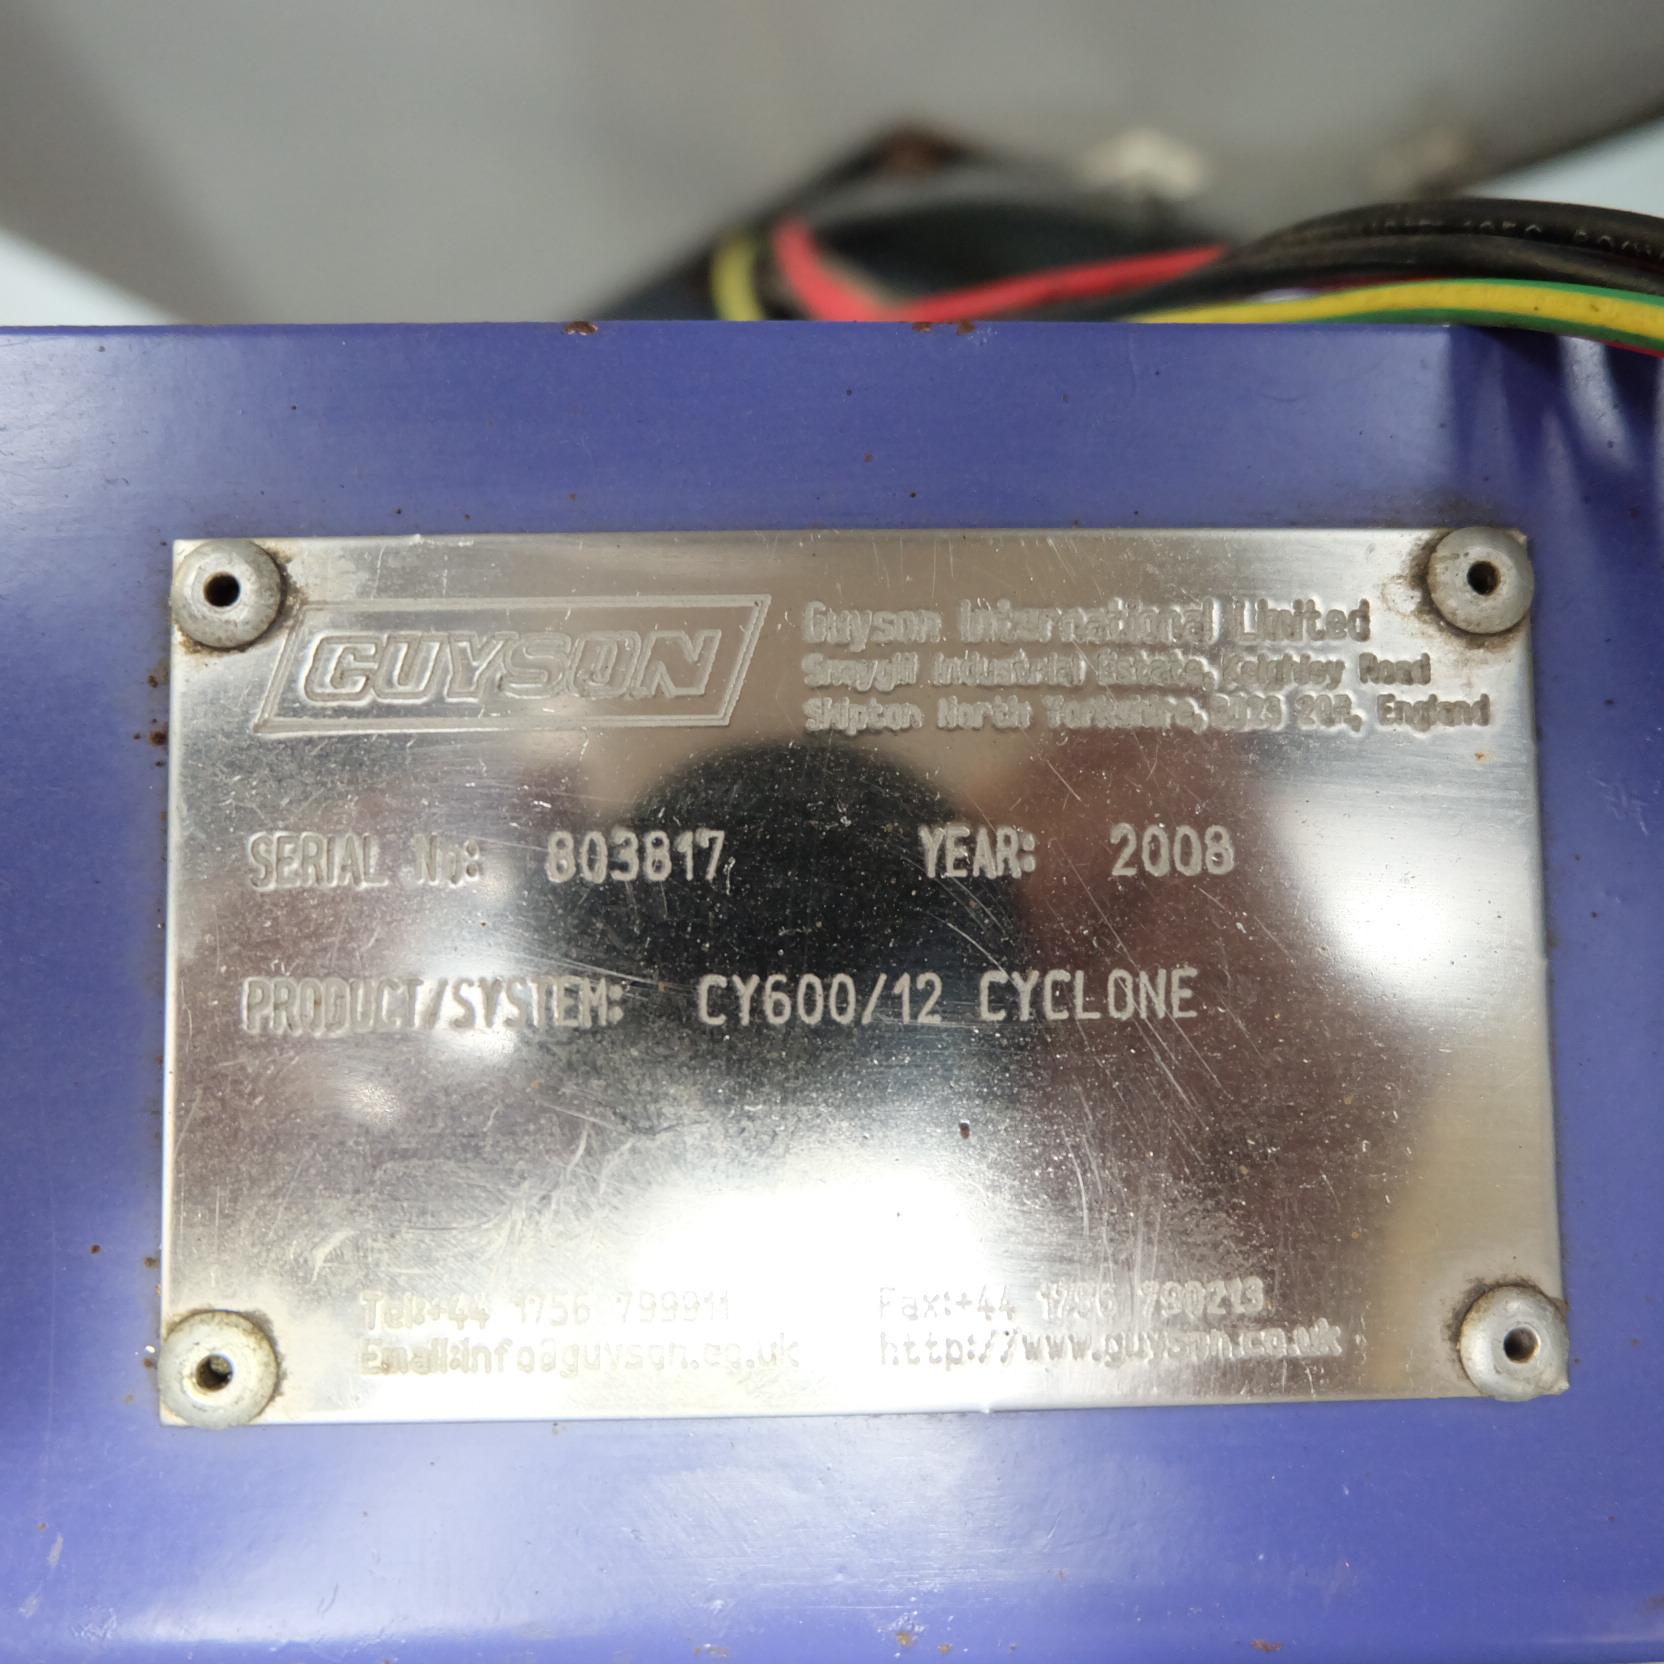 GUYSON
Guyson International Limited
Snaygill Industrial Estate, Keighley Road
Skipton North Yorkshire, England
SERIAL No: 803817 YEAR: 2008
PRODUCT/SYSTEM: CY600/12 CYCLONE
Tel:+44 1756 799911 Fax:+44 1756 790213
Email:info@guyson.co.uk http://www.guyson.co.uk